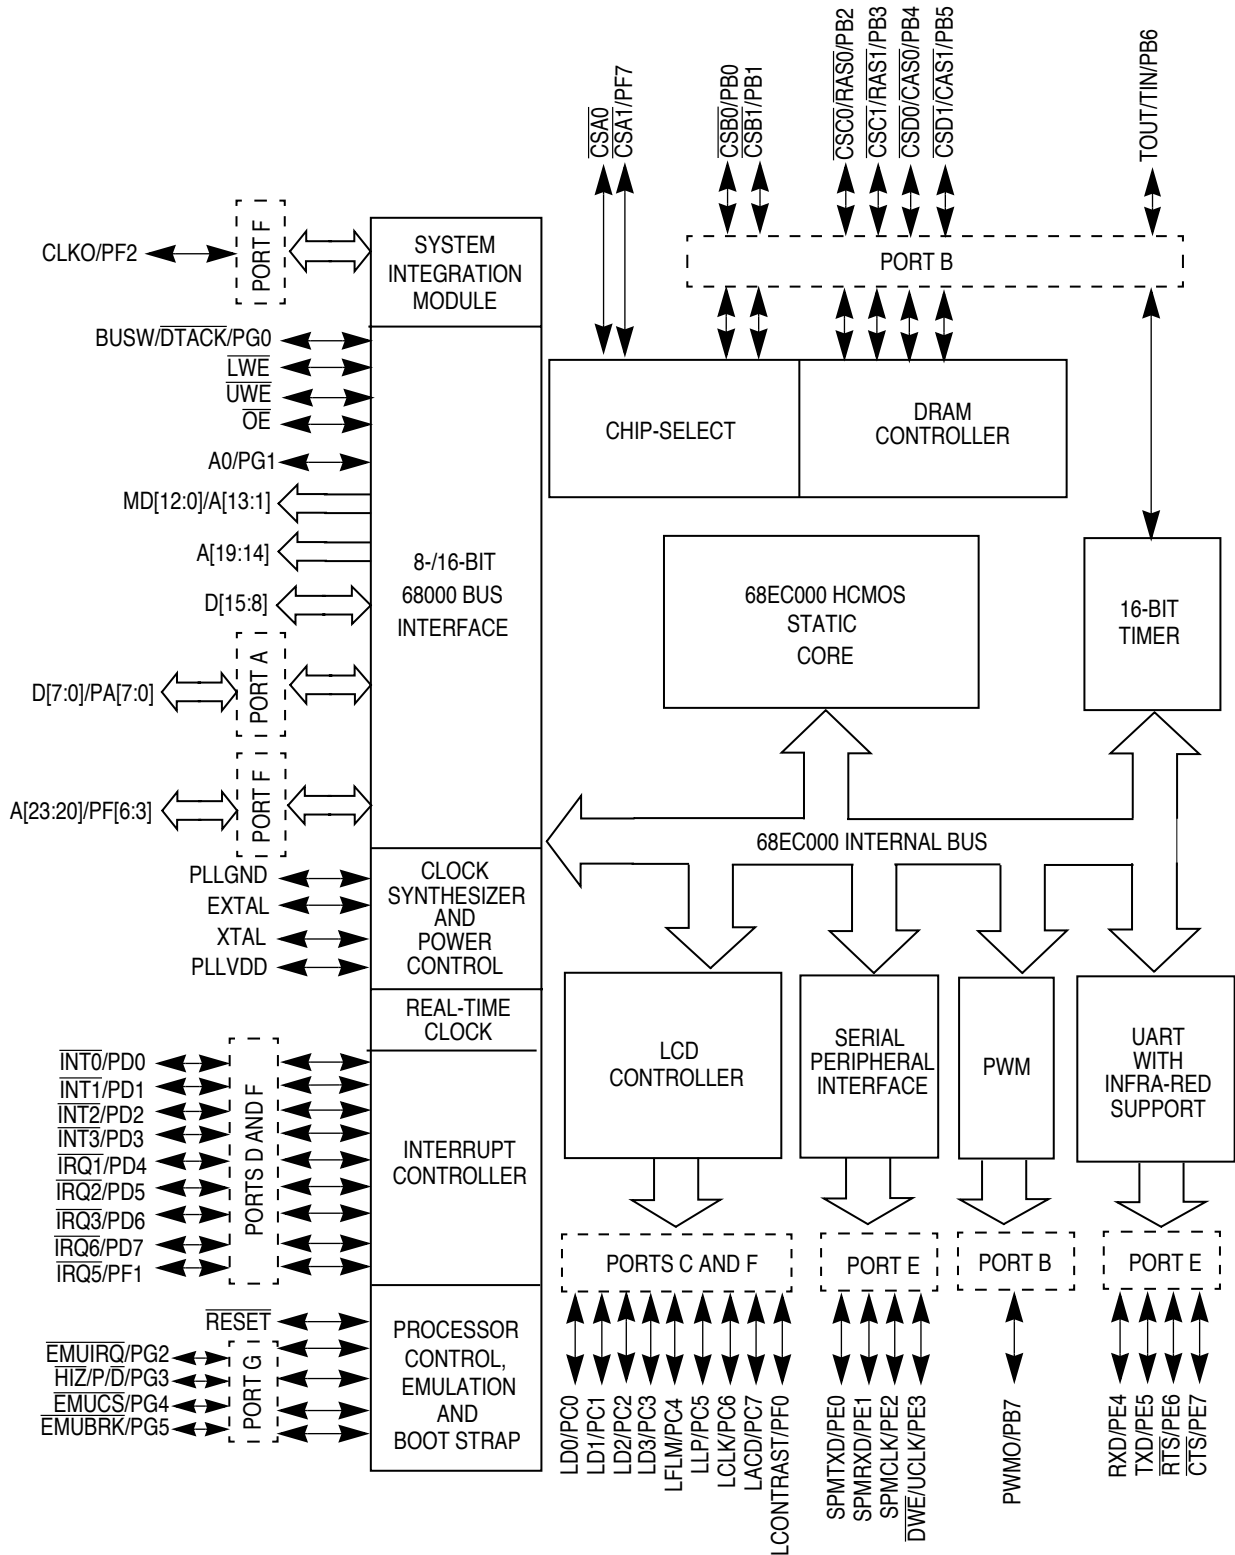 CSA0
CSA1/PF7
CSB0/PB0
CSB1/PB1
CSC0/RAS0/PB2
CSC1/RAS1/PB3
CSD0/CAS0/PB4
CSD1/CAS1/PB5
TOUT/TIN/PB6
PORT B
CLKO/PF2
PORT F
SYSTEM
INTEGRATION
MODULE
BUSW/DTACK/PG0
LWE
UWE
OE
A0/PG1
MD[12:0]/A[13:1]
A[19:14]
D[15:8]
D[7:0]/PA[7:0]
PORT A
A[23:20]/PF[6:3]
PORT F
8-/16-BIT
68000 BUS
INTERFACE
CHIP-SELECT
DRAM
CONTROLLER
68EC000 HCMOS
STATIC
CORE
16-BIT
TIMER
68EC000 INTERNAL BUS
PLLGND
EXTAL
XTAL
PLLVDD
CLOCK
SYNTHESIZER
AND
POWER
CONTROL
REAL-TIME
CLOCK
INT0/PD0
INT1/PD1
INT2/PD2
INT3/PD3
IRQ1/PD4
IRQ2/PD5
IRQ3/PD6
IRQ6/PD7
IRQ5/PF1
PORTS D AND F
INTERRUPT
CONTROLLER
LCD
CONTROLLER
SERIAL
PERIPHERAL
INTERFACE
PWM
UART
WITH
INFRA-RED
SUPPORT
RESET
EMUIRQ/PG2
HIZ/P/D/PG3
EMUCS/PG4
EMUBRK/PG5
PORT G
PROCESSOR
CONTROL,
EMULATION
AND
BOOT STRAP
PORTS C AND F
PORT E
PORT B
PORT E
LD0/PC0
LD1/PC1
LD2/PC2
LD3/PC3
LFLM/PC4
LLP/PC5
LCLK/PC6
LACD/PC7
LCONTRAST/PF0
SPMTXD/PE0
SPMRXD/PE1
SPMCLK/PE2
DWE/UCLK/PE3
PWMO/PB7
RXD/PE4
TXD/PE5
RTS/PE6
CTS/PE7